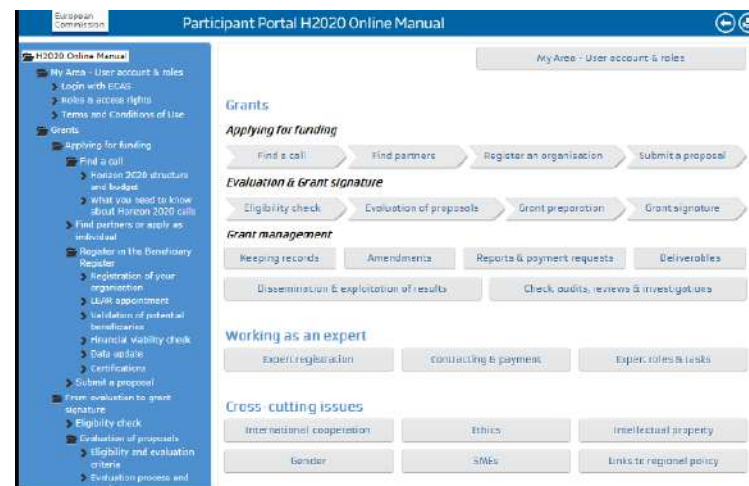 European
Commission
Participant Portal H2020 Online Manual
H2020 Online Manual
My Area - User account & roles
Login with ECAS
Roles & access rights
Terms and Conditions of Use
Grants
Applying for funding
Find a call
Horizon 2020 structure
and budget
What you need to know
about Horizon 2020 calls
Find partners or apply as
individual
Register in the Beneficiary
Register
Registration of your
organisation
LEAR appointment
Validation of potential
beneficiaries
Financial viability check
Data update
Certifications
Submit a proposal
From evaluation to grant
signature
Eligibility check
Evaluation of proposals
Eligibility and evaluation
criteria
Evaluation process and
My Area - User account & roles
Grants
Applying for funding
Find a call
Find partners
Register an organisation
Submit a proposal
Evaluation & Grant signature
Eligibility check
Evaluation of proposals
Grant preparation
Grant signature
Grant management
Keeping records
Amendments
Reports & payment requests
Deliverables
Dissemination & exploitation of results
Check, audits, reviews & investigations
Working as an expert
Expert registration
Contracting & payment
Expert roles & tasks
Cross-cutting issues
International cooperation
Ethics
Intellectual property
Gender
SMEs
Links to regional policy